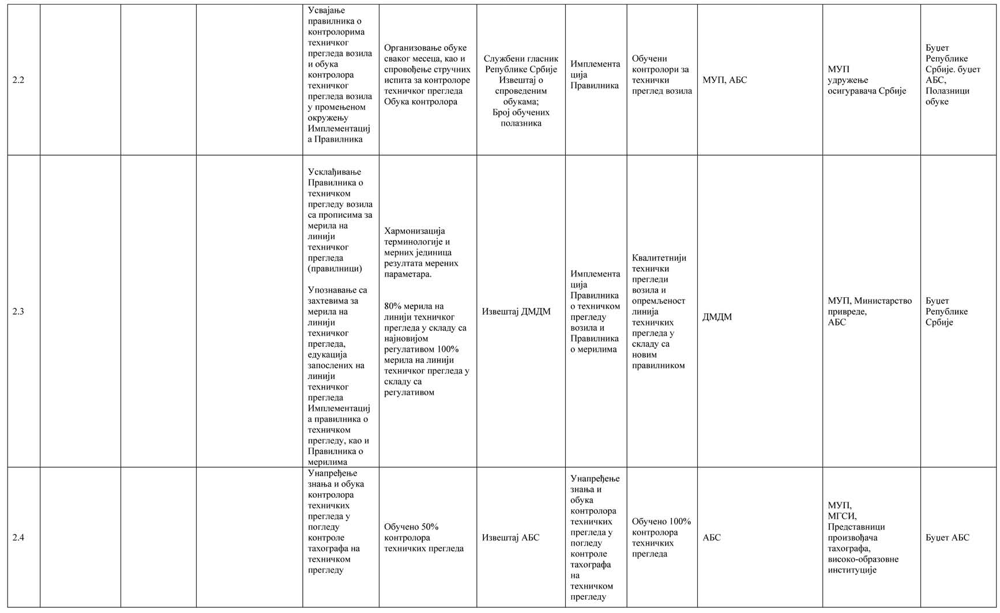 2.2
Усвајање
правилника о
контролорима
техничког
прегледа возила
и обука
контролора
техничког
прегледа возила
у промењеном
окружењу
Имплементациј
а Правилника
Организовање обуке
сваког месеца, као и
спровођење стручних
испита за контролоре
техничког прегледа
Обука контролора
Службени гласник
Републике Србије
Извештај о
спроведеним
обукама;
Број обучених
полазника
Имплемента
ција
Правилника
Обучени
контролори за
технички
преглед возила
МУП, АБС
МУП
удружење
осигуравача Србије
Буџет
Републике
Србије. буџет
АБС,
Полазници
обуке
2.3
Усклађивање
Правилника о
техничком
прегледу возила
са прописима за
мерила на
линији
техничког
прегледа
(правилници)
Упознавање са
захтевима за
мерила на
линији
техничког
прегледа,
едукација
запослених на
линији
техничког
прегледа
Имплементациј
а правилника о
техничком
прегледу, као и
Правилника о
мерилима
Хармонизација
терминологије и
мерних јединица
резултата мерених
параметара.
80% мерила на
линији техничког
прегледа у складу са
најновијом
регулативом 100%
мерила на линији
техничког прегледа у
складу са
регулативом
Извештај ДМДМ
Имплемента
ција
Правилника
о техничком
прегледу
возила и
Правилника
о мерилима
Квалитетнији
технички
прегледи
возила и
опремљеност
линија
техничких
прегледа у
складу са
новим
правилником
ДМДМ
МУП, Министарство
привреде,
АБС
Буџет
Републике
Србије
2.4
Унапређење
знања и обука
контролора
техничких
прегледа у
погледу
контроле
тахографа на
техничком
прегледу
Обучено 50%
контролора
техничких прегледа
Извештај АБС
Унапређење
знања и
обука
контролора
техничких
прегледа у
погледу
контроле
тахографа
на
техничком
прегледу
Обучено 100%
контролора
техничких
прегледа
АБС
МУП,
МГСИ,
Представници
произвођача
тахографа,
високо-образовне
институције
Буџет АБС